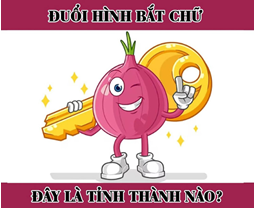 ĐUỔI HÌNH BẮT CHỮ
ĐÂY LÀ TỈNH THÀNH NÀO?